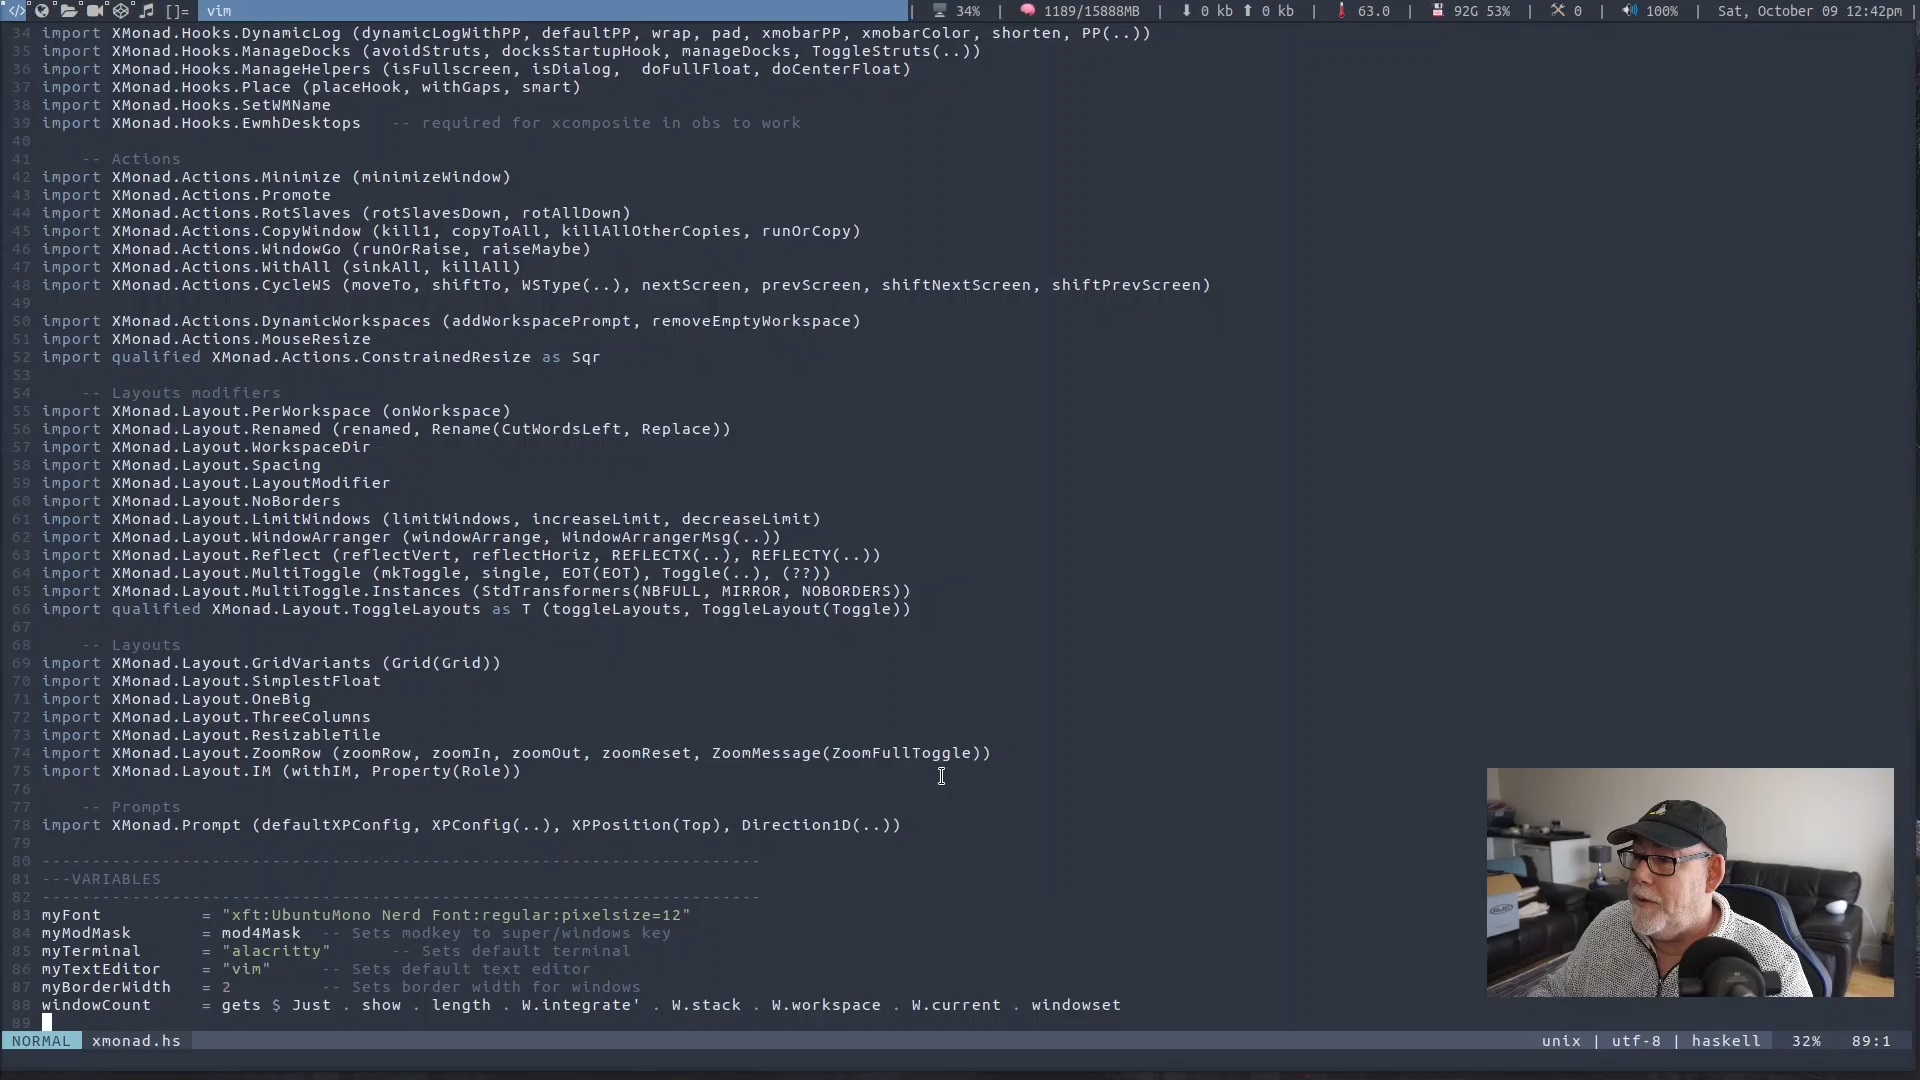 </> []= vim | 34% | 1189/15888MB | 0 kb 0 kb | 63.0 | 92G 53% | 0 | 100% | Sat, October 09 12:42pm |
34 import XMonad.Hooks.DynamicLog (dynamicLogWithPP, defaultPP, wrap, pad, xmobarPP, xmobarColor, shorten, PP(..))
35 import XMonad.Hooks.ManageDocks (avoidStruts, docksStartupHook, manageDocks, ToggleStruts(..))
36 import XMonad.Hooks.ManageHelpers (isFullscreen, isDialog,  doFullFloat, doCenterFloat)
37 import XMonad.Hooks.Place (placeHook, withGaps, smart)
38 import XMonad.Hooks.SetWMName
39 import XMonad.Hooks.EwmhDesktops   -- required for xcomposite in obs to work
40
41     -- Actions
42 import XMonad.Actions.Minimize (minimizeWindow)
43 import XMonad.Actions.Promote
44 import XMonad.Actions.RotSlaves (rotSlavesDown, rotAllDown)
45 import XMonad.Actions.CopyWindow (kill1, copyToAll, killAllOtherCopies, runOrCopy)
46 import XMonad.Actions.WindowGo (runOrRaise, raiseMaybe)
47 import XMonad.Actions.WithAll (sinkAll, killAll)
48 import XMonad.Actions.CycleWS (moveTo, shiftTo, WSType(..), nextScreen, prevScreen, shiftNextScreen, shiftPrevScreen)
49
50 import XMonad.Actions.DynamicWorkspaces (addWorkspacePrompt, removeEmptyWorkspace)
51 import XMonad.Actions.MouseResize
52 import qualified XMonad.Actions.ConstrainedResize as Sqr
53
54     -- Layouts modifiers
55 import XMonad.Layout.PerWorkspace (onWorkspace)
56 import XMonad.Layout.Renamed (renamed, Rename(CutWordsLeft, Replace))
57 import XMonad.Layout.WorkspaceDir
58 import XMonad.Layout.Spacing
59 import XMonad.Layout.LayoutModifier
60 import XMonad.Layout.NoBorders
61 import XMonad.Layout.LimitWindows (limitWindows, increaseLimit, decreaseLimit)
62 import XMonad.Layout.WindowArranger (windowArrange, WindowArrangerMsg(..))
63 import XMonad.Layout.Reflect (reflectVert, reflectHoriz, REFLECTX(..), REFLECTY(..))
64 import XMonad.Layout.MultiToggle (mkToggle, single, EOT(EOT), Toggle(..), (??))
65 import XMonad.Layout.MultiToggle.Instances (StdTransformers(NBFULL, MIRROR, NOBORDERS))
66 import qualified XMonad.Layout.ToggleLayouts as T (toggleLayouts, ToggleLayout(Toggle))
67
68     -- Layouts
69 import XMonad.Layout.GridVariants (Grid(Grid))
70 import XMonad.Layout.SimplestFloat
71 import XMonad.Layout.OneBig
72 import XMonad.Layout.ThreeColumns
73 import XMonad.Layout.ResizableTile
74 import XMonad.Layout.ZoomRow (zoomRow, zoomIn, zoomOut, zoomReset, ZoomMessage(ZoomFullToggle))
75 import XMonad.Layout.IM (withIM, Property(Role))
76
77     -- Prompts
78 import XMonad.Prompt (defaultXPConfig, XPConfig(..), XPPosition(Top), Direction1D(..))
79
80 ------------------------------------------------------------------------
81 ---VARIABLES
82 ------------------------------------------------------------------------
83 myFont          = "xft:UbuntuMono Nerd Font:regular:pixelsize=12"
84 myModMask       = mod4Mask  -- Sets modkey to super/windows key
85 myTerminal      = "alacritty"      -- Sets default terminal
86 myTextEditor    = "vim"     -- Sets default text editor
87 myBorderWidth   = 2         -- Sets border width for windows
88 windowCount     = gets $ Just . show . length . W.integrate' . W.stack . W.workspace . W.current . windowset
89
NORMAL xmonad.hs unix | utf-8 | haskell 32% 89:1